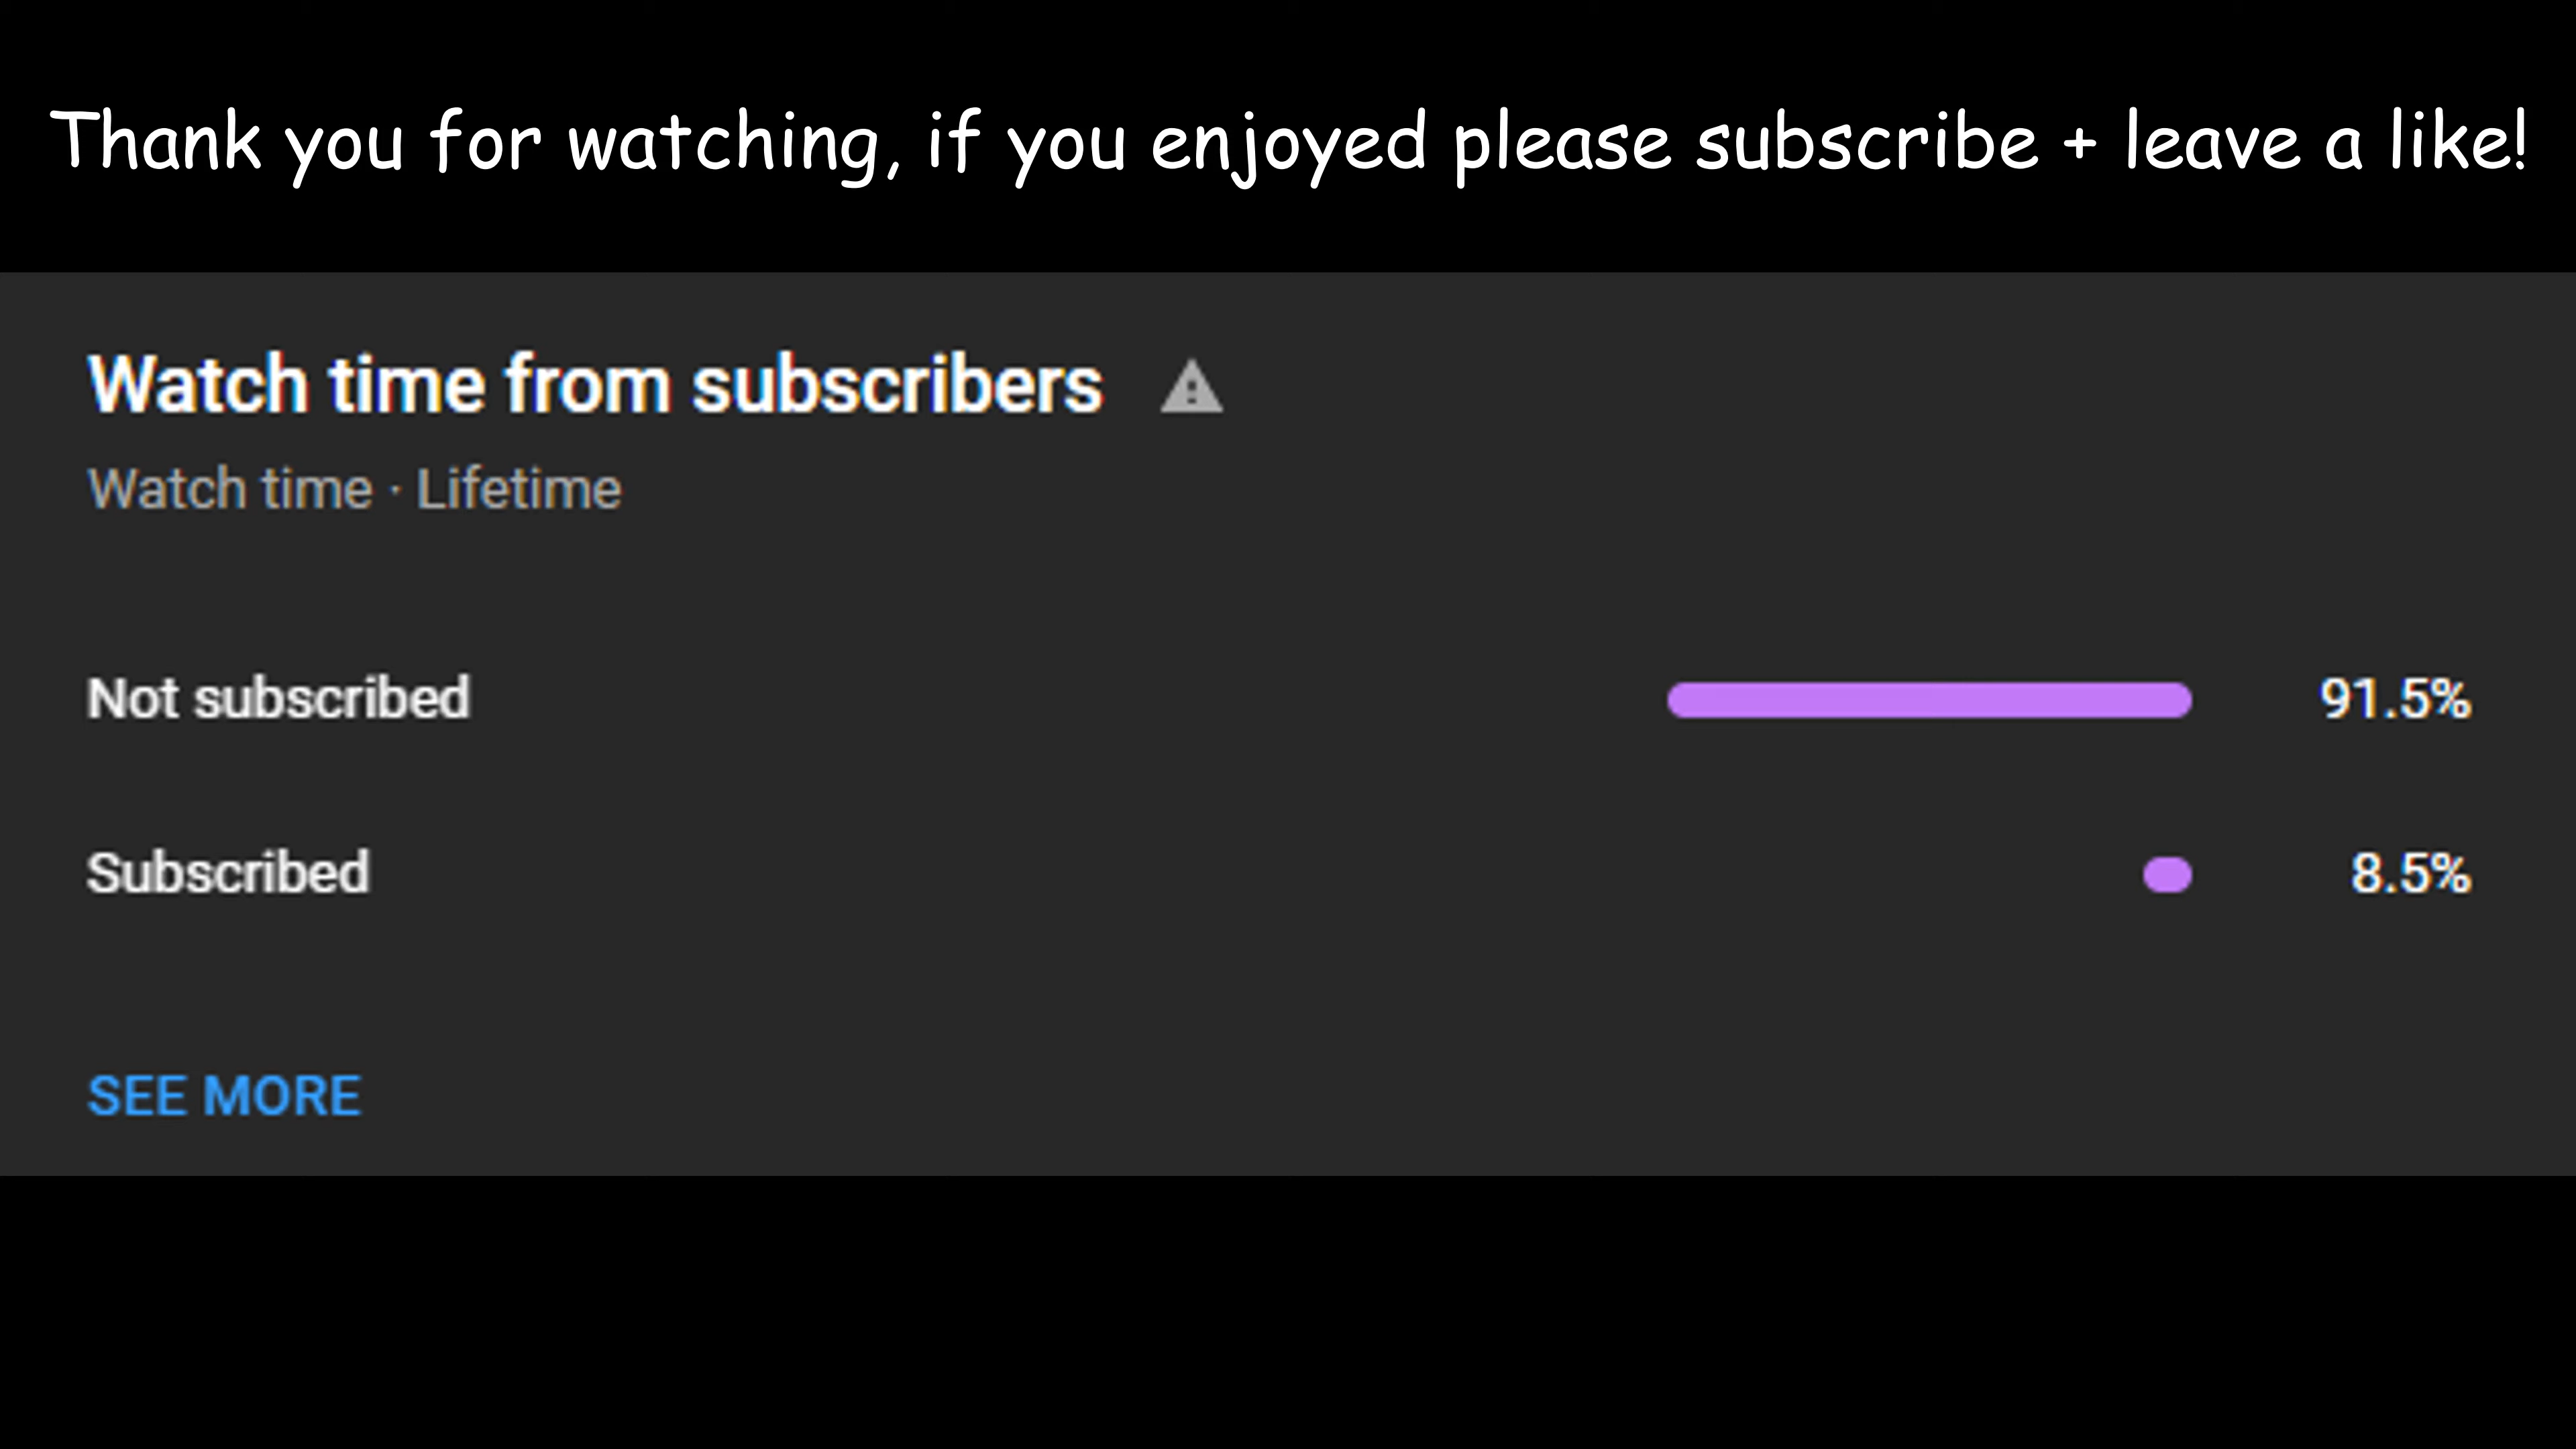 Thank you for watching, if you enjoyed please subscribe + leave a like!
Watch time from subscribers
Watch time · Lifetime
Not subscribed 91.5%
Subscribed 8.5%
SEE MORE